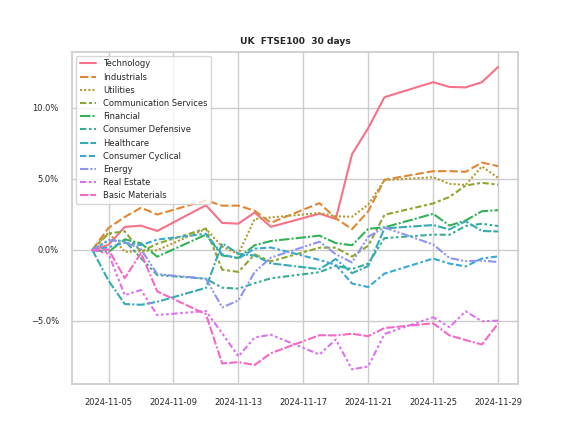 UK FTSE100 30 days
Technology
Industrials
Utilities
Communication Services
Financial
Consumer Defensive
Healthcare
Consumer Cyclical
Energy
Real Estate
Basic Materials
10.0%
5.0%
0.0%
−5.0%
2024-11-05 2024-11-09 2024-11-13 2024-11-17 2024-11-21 2024-11-25 2024-11-29